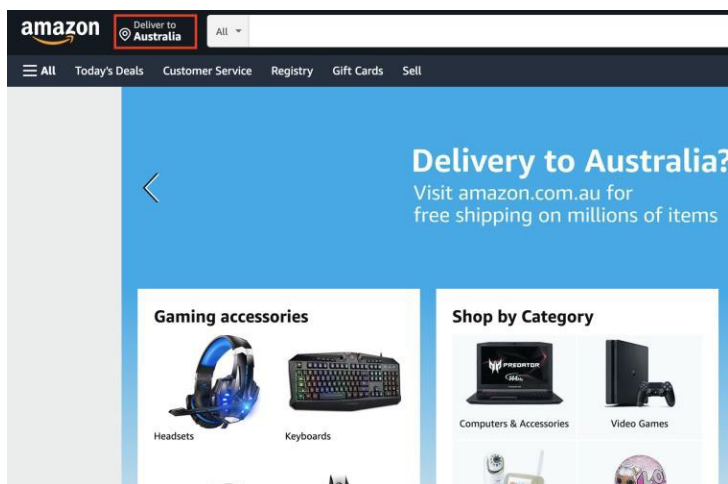 amazon
Deliver to
Australia
All
All
Today's Deals
Customer Service
Registry
Gift Cards
Sell
Delivery to Australia?
Visit amazon.com.au for
free shipping on millions of items
Gaming accessories
Shop by Category
PREDATOR
Headsets
Keyboards
Computers & Accessories
Video Games